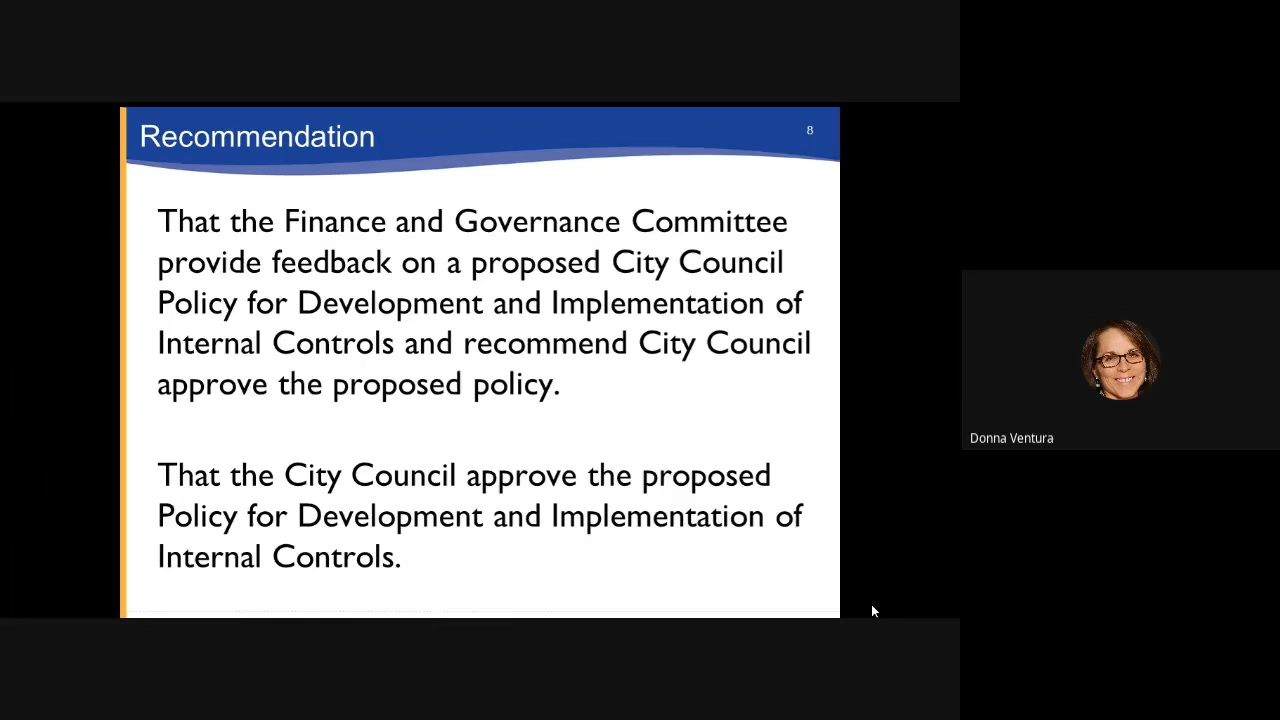 Recommendation
8
That the Finance and Governance Committee
provide feedback on a proposed City Council
Policy for Development and Implementation of
Internal Controls and recommend City Council
approve the proposed policy.
That the City Council approve the proposed
Policy for Development and Implementation of
Internal Controls.
Donna Ventura